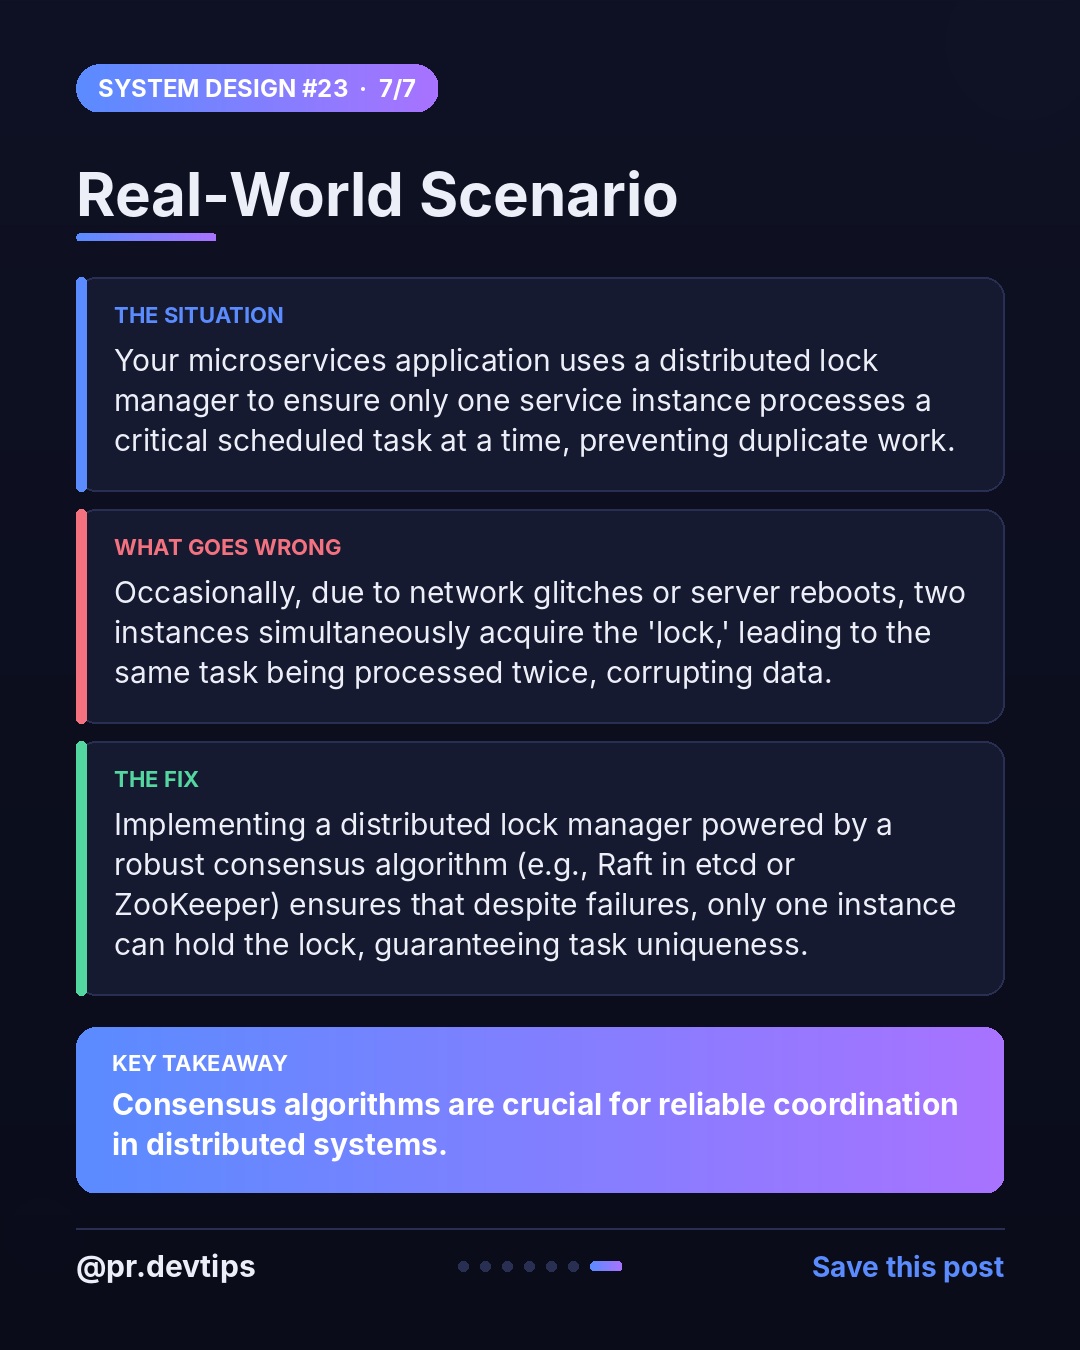 SYSTEM DESIGN #23 · 7/7
Real-World Scenario
THE SITUATION
Your microservices application uses a distributed lock
manager to ensure only one service instance processes a
critical scheduled task at a time, preventing duplicate work.
WHAT GOES WRONG
Occasionally, due to network glitches or server reboots, two
instances simultaneously acquire the 'lock,' leading to the
same task being processed twice, corrupting data.
THE FIX
Implementing a distributed lock manager powered by a
robust consensus algorithm (e.g., Raft in etcd or
ZooKeeper) ensures that despite failures, only one instance
can hold the lock, guaranteeing task uniqueness.
KEY TAKEAWAY
Consensus algorithms are crucial for reliable coordination
in distributed systems.
@pr.devtips
Save this post